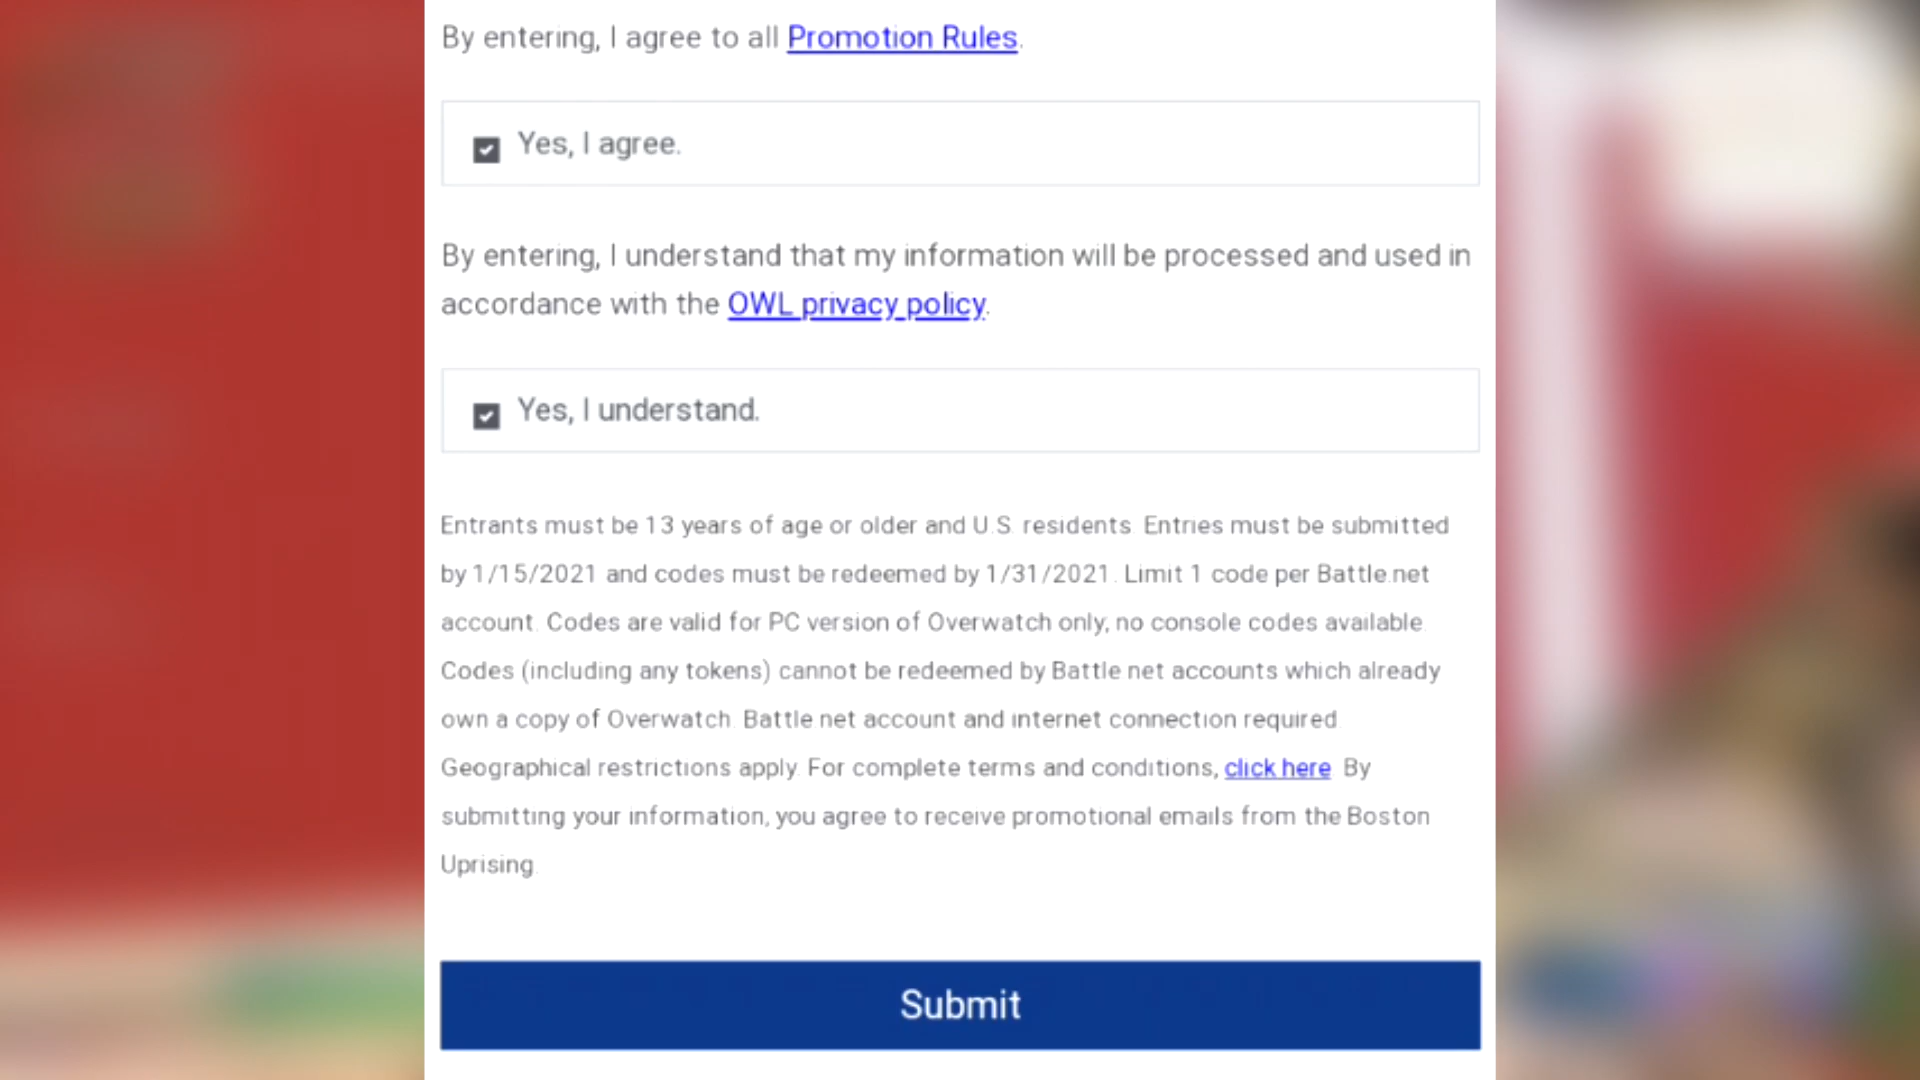 By entering, I agree to all Promotion Rules.
Yes, I agree.
By entering, I understand that my information will be processed and used in
accordance with the OWL privacy policy.
Yes, I understand.
Entrants must be 13 years of age or older and U.S. residents. Entries must be submitted
by 1/15/2021 and codes must be redeemed by 1/31/2021. Limit 1 code per Battle.net
account. Codes are valid for PC version of Overwatch only; no console codes available.
Codes (including any tokens) cannot be redeemed by Battle.net accounts which already
own a copy of Overwatch. Battle.net account and internet connection required.
Geographical restrictions apply. For complete terms and conditions, click here. By
submitting your information, you agree to receive promotional emails from the Boston
Uprising.
Submit